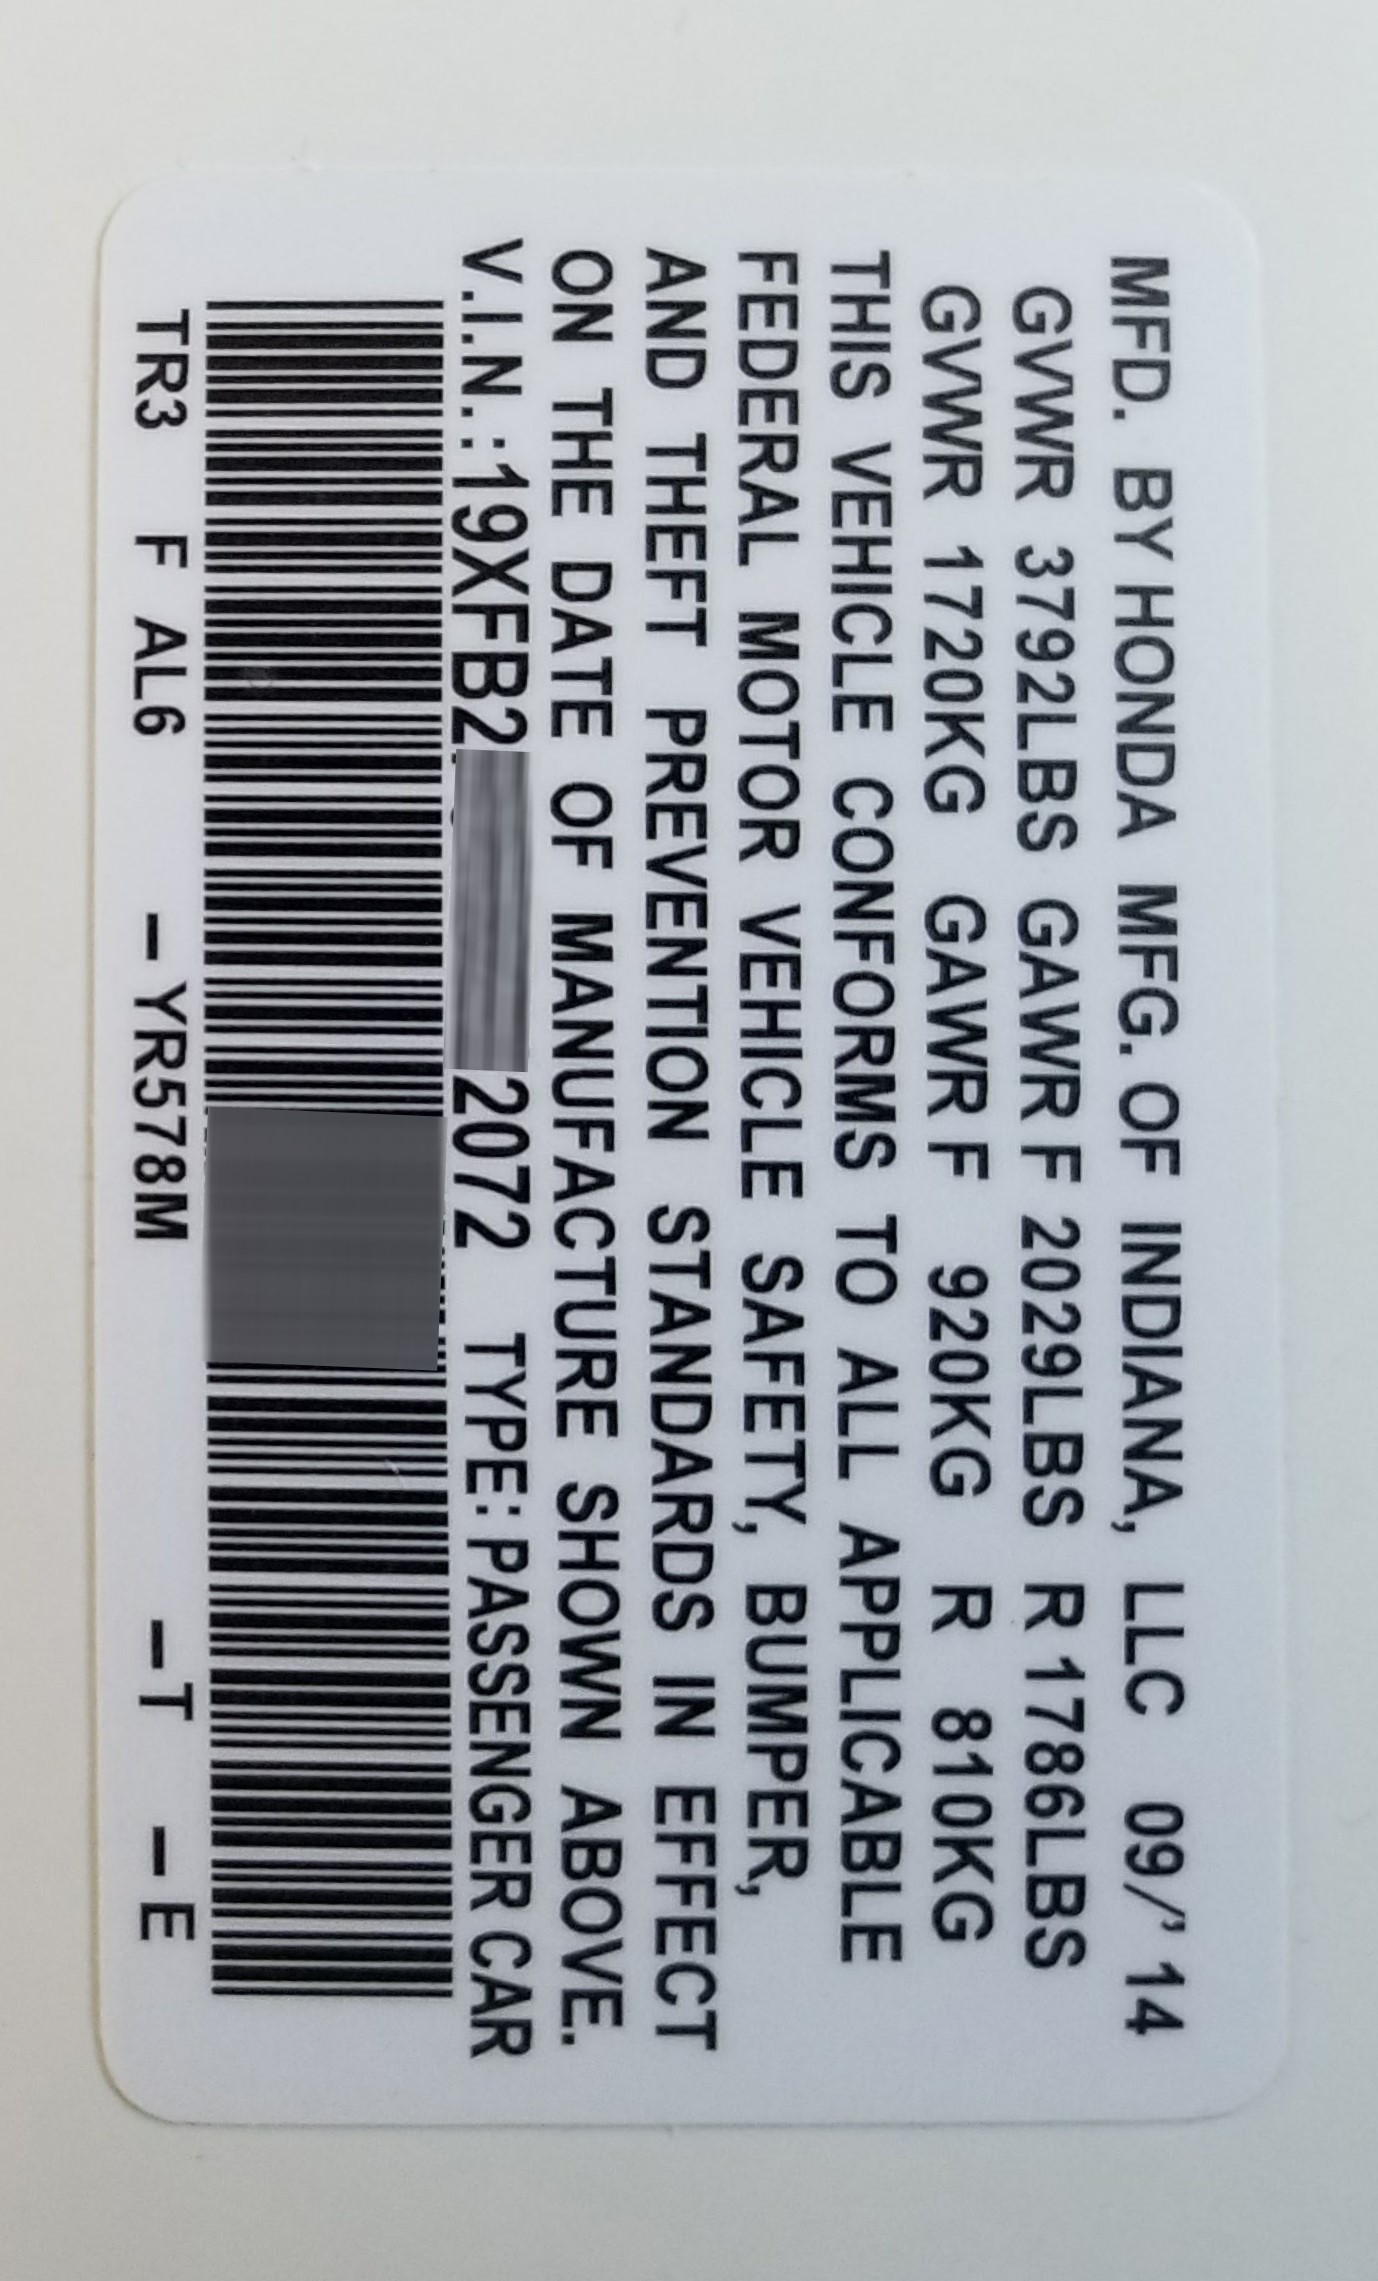 MFD. BY HONDA MFG. OF INDIANA, LLC 09/'14
GVWR 3792LBS GAWR F 2029LBS R 1786LBS
GVWR 1720KG GAWR F 920KG R 810KG
THIS VEHICLE CONFORMS TO ALL APPLICABLE
FEDERAL MOTOR VEHICLE SAFETY, BUMPER,
AND THEFT PREVENTION STANDARDS IN EFFECT
ON THE DATE OF MANUFACTURE SHOWN ABOVE.
V.I.N.:19XFB2 2072 TYPE: PASSENGER CAR
TR3 F AL6 -YR578M -T -E